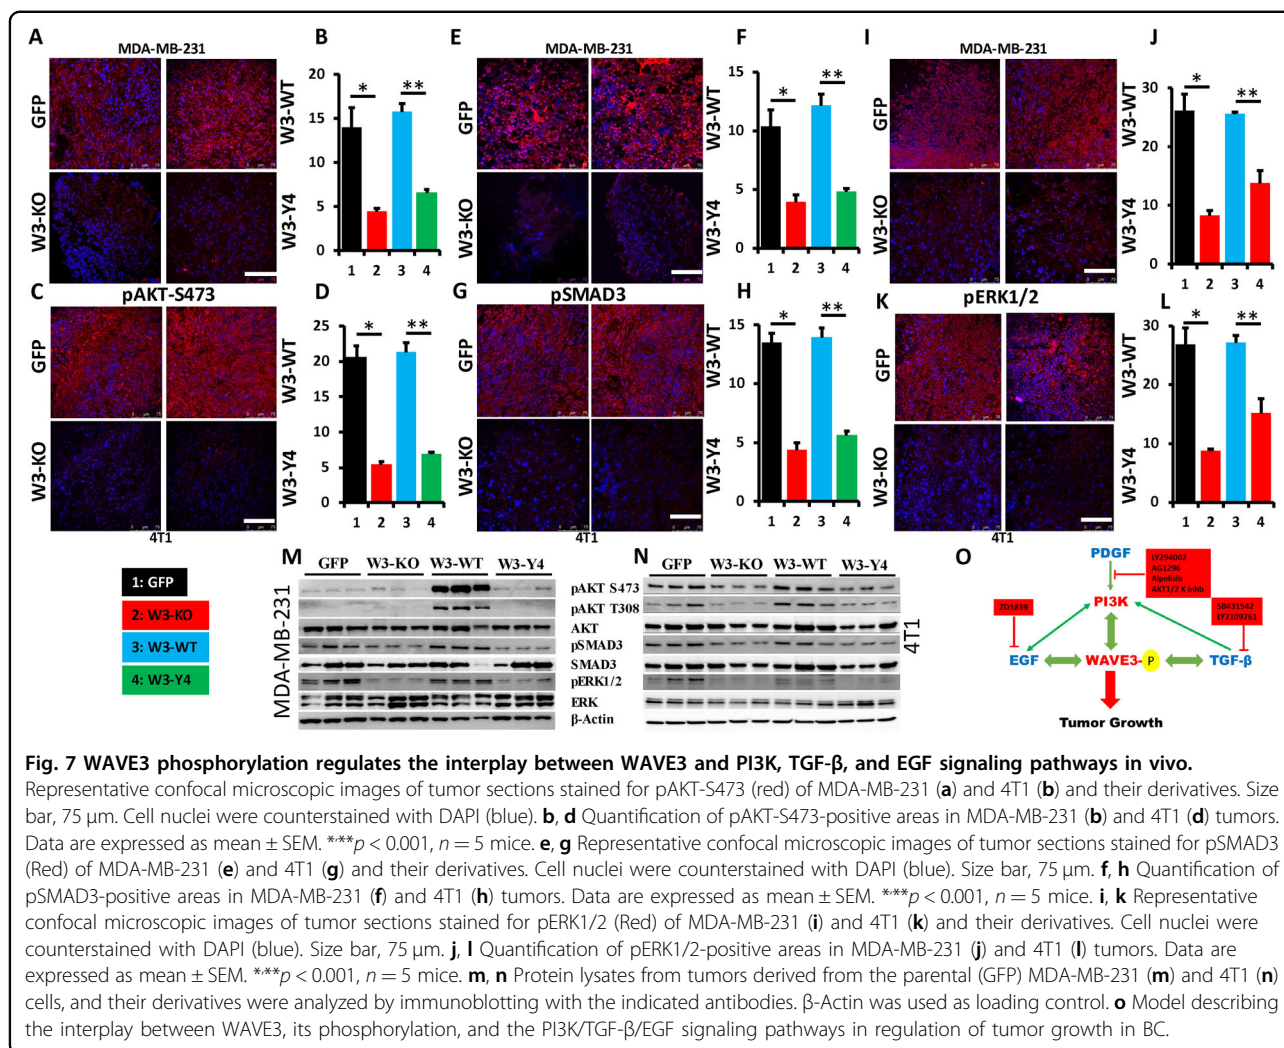 A
MDA-MB-231
GFP
W3-KO
W3-WT
W3-Y4
B
20
15
10
5
0
*
**
1 2 3 4
E
MDA-MB-231
GFP
W3-KO
W3-WT
W3-Y4
F
15
10
5
0
*
**
1 2 3 4
I
MDA-MB-231
GFP
W3-KO
W3-WT
W3-Y4
J
30
20
10
0
*
**
1 2 3 4
C
pAKT-S473
GFP
W3-KO
W3-WT
W3-Y4
4T1
D
25
20
15
10
5
0
*
**
1 2 3 4
G
pSMAD3
GFP
W3-KO
W3-WT
W3-Y4
4T1
H
15
10
5
0
*
**
1 2 3 4
K
pERK1/2
GFP
W3-KO
W3-WT
W3-Y4
4T1
L
30
20
10
0
*
**
1 2 3 4
1: GFP
2: W3-KO
3: W3-WT
4: W3-Y4
M
MDA-MB-231
GFP W3-KO W3-WT W3-Y4
pAKT S473
pAKT T308
AKT
pSMAD3
SMAD3
pERK1/2
ERK
β-Actin
N
GFP W3-KO W3-WT W3-Y4
4T1
O
PDGF
LY294002
AG1296
Alpelisib
AKT1/2 K inhb
ZD1839
PI3K
SB431542
LY2109761
EGF
WAVE3-P
TGF-β
Tumor Growth
Fig. 7 WAVE3 phosphorylation regulates the interplay between WAVE3 and PI3K, TGF-β, and EGF signaling pathways in vivo.
Representative confocal microscopic images of tumor sections stained for pAKT-S473 (red) of MDA-MB-231 (a) and 4T1 (b) and their derivatives. Size
bar, 75 μm. Cell nuclei were counterstained with DAPI (blue). b, d Quantification of pAKT-S473-positive areas in MDA-MB-231 (b) and 4T1 (d) tumors.
Data are expressed as mean ± SEM. *,**p < 0.001, n = 5 mice. e, g Representative confocal microscopic images of tumor sections stained for pSMAD3
(Red) of MDA-MB-231 (e) and 4T1 (g) and their derivatives. Cell nuclei were counterstained with DAPI (blue). Size bar, 75 μm. f, h Quantification of
pSMAD3-positive areas in MDA-MB-231 (f) and 4T1 (h) tumors. Data are expressed as mean ± SEM. *,**p < 0.001, n = 5 mice. i, k Representative
confocal microscopic images of tumor sections stained for pERK1/2 (Red) of MDA-MB-231 (i) and 4T1 (k) and their derivatives. Cell nuclei were
counterstained with DAPI (blue). Size bar, 75 μm. j, l Quantification of pERK1/2-positive areas in MDA-MB-231 (j) and 4T1 (l) tumors. Data are
expressed as mean ± SEM. *,**p < 0.001, n = 5 mice. m, n Protein lysates from tumors derived from the parental (GFP) MDA-MB-231 (m) and 4T1 (n)
cells, and their derivatives were analyzed by immunoblotting with the indicated antibodies. β-Actin was used as loading control. o Model describing
the interplay between WAVE3, its phosphorylation, and the PI3K/TGF-β/EGF signaling pathways in regulation of tumor growth in BC.